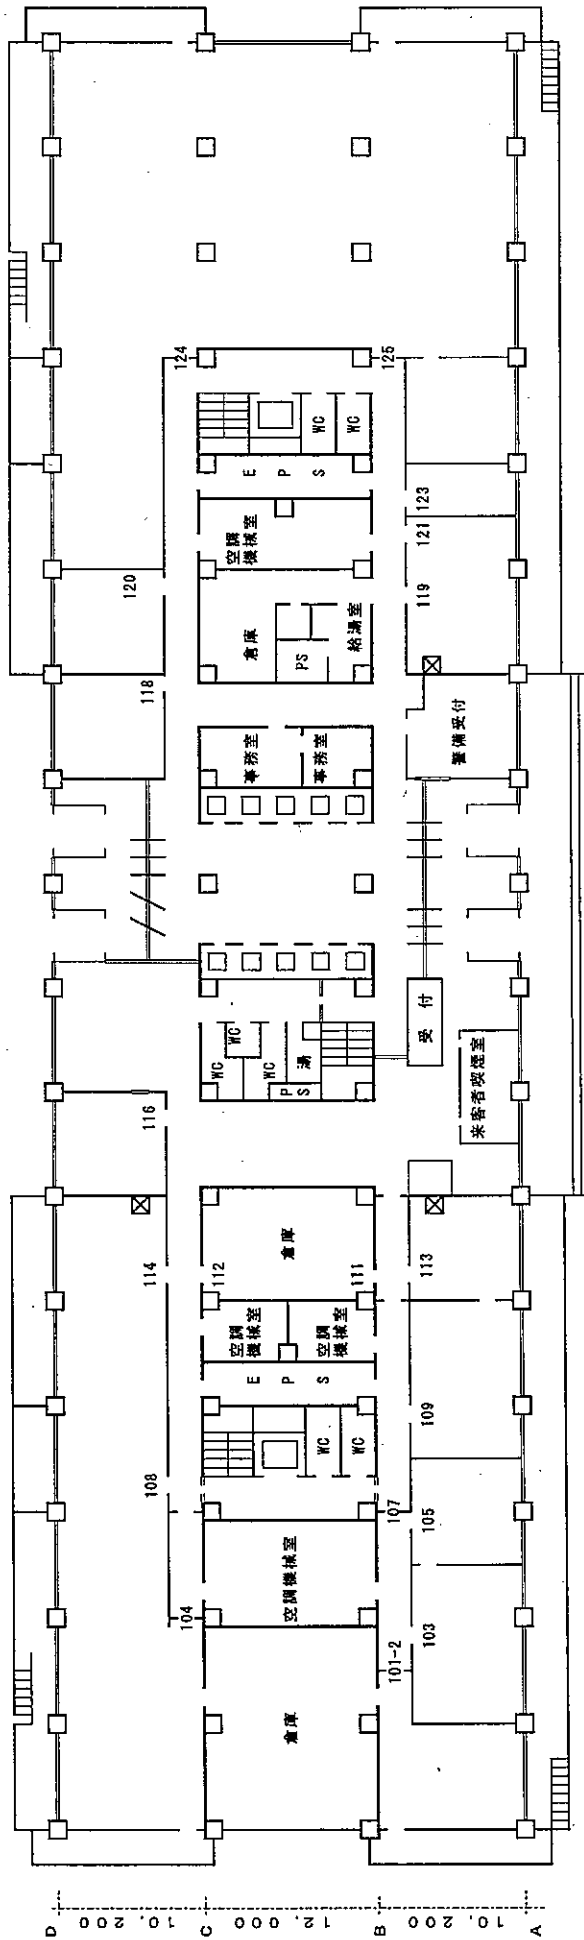 124
125
WC
WC
E P S
空調
機械室
120
123
121
119
倉庫
PS
給湯室
118
事務室
事務室
警備受付
WC
WC
WC
湯
PS
受付
来客者喫煙室
116
114
112
倉庫
111
113
空調
機械室
空調
機械室
E P S
WC
WC
109
108
107
105
空調機械室
104
103
101-2
倉庫
D
10,200
C
12,000
B
10,200
A